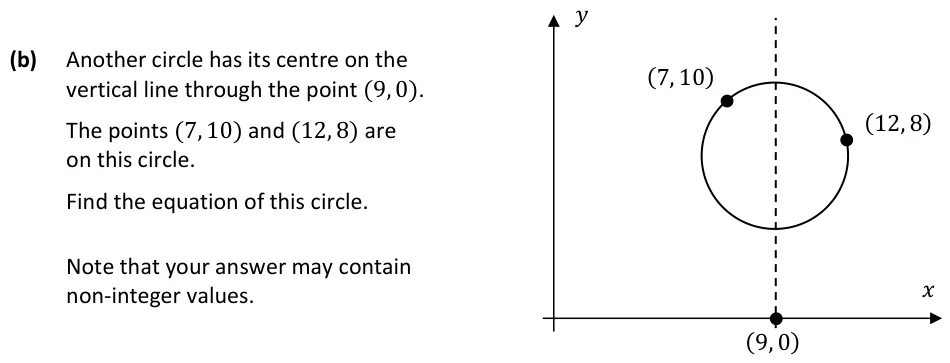 (b) Another circle has its centre on the
vertical line through the point (9, 0).
The points (7, 10) and (12, 8) are
on this circle.
Find the equation of this circle.
Note that your answer may contain
non-integer values.
y
(7, 10)
(12, 8)
x
(9, 0)